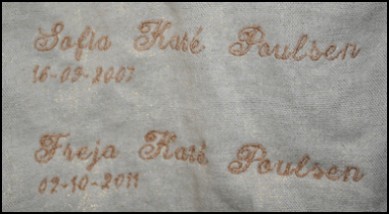 Sofia Katé Poulsen
16-09-2007
Freja Katé Poulsen
02-10-2011